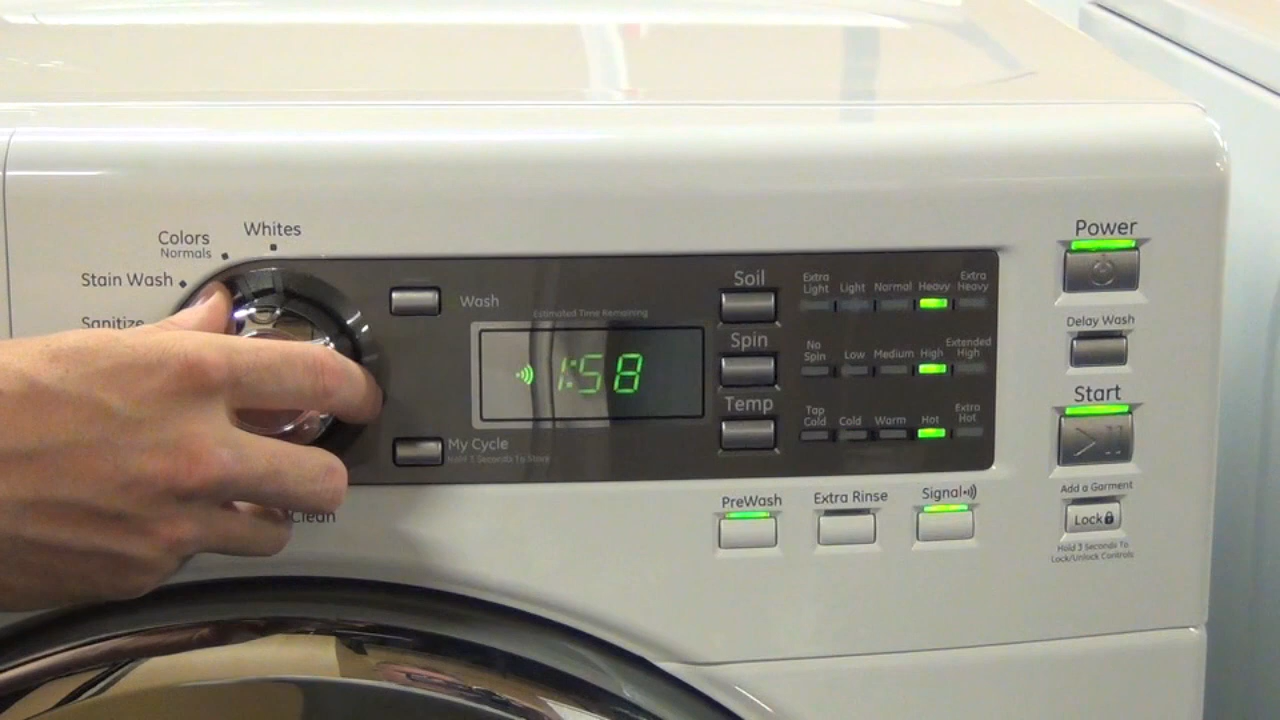 Whites
Colors
Normals
Stain Wash
Sanitize
Clean
Wash
Estimated Time Remaining
1:58
My Cycle
Hold 3 Seconds To Store
Soil
Extra Light
Light
Normal
Heavy
Extra Heavy
Spin
No Spin
Low
Medium
High
Extended High
Temp
Tap Cold
Cold
Warm
Hot
Extra Hot
PreWash
Extra Rinse
Signal
Power
Delay Wash
Start
Add a Garment
Lock
Hold 3 Seconds To
Lock/Unlock Controls